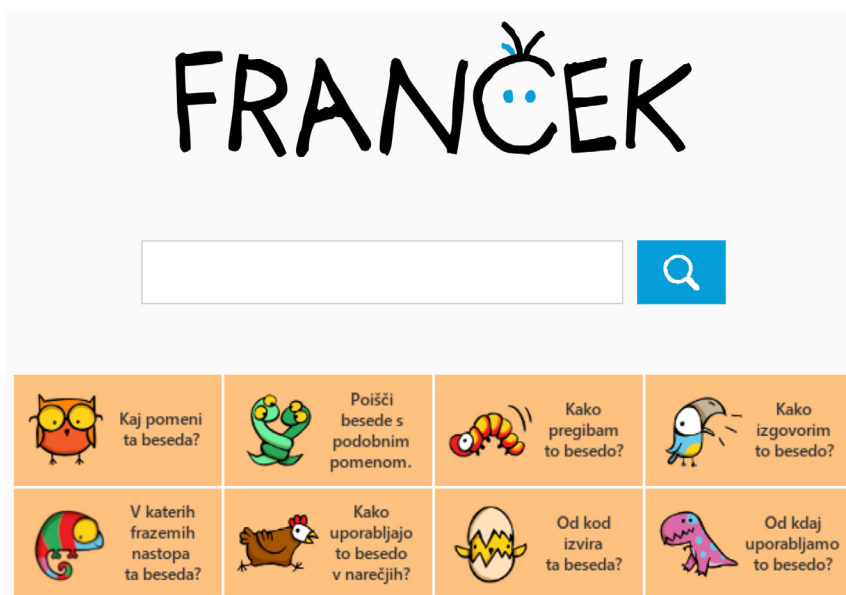 FRANČEK
Kaj pomeni
ta beseda?
Poišči
besede s
podobnim
pomenom.
Kako
pregibam
to besedo?
Kako
izgovorim
to besedo?
V katerih
frazemih
nastopa
ta beseda?
Kako
uporabljajo
to besedo
v narečjih?
Od kod
izvira
ta beseda?
Od kdaj
uporabljamo
to besedo?